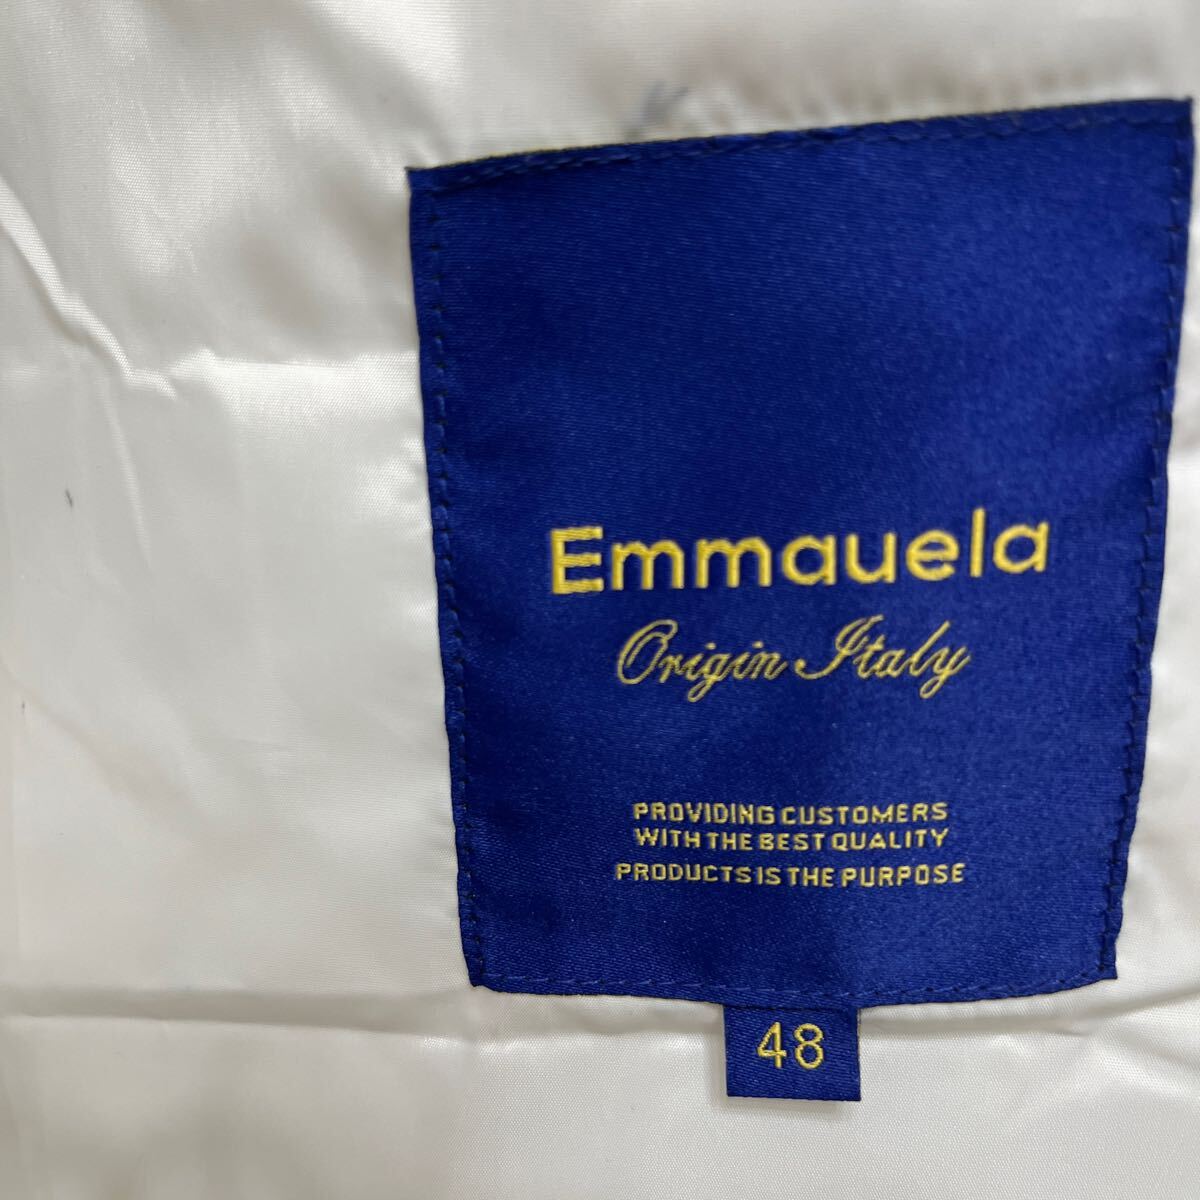 Emmauela
Origin Italy
PROVIDING CUSTOMERS
WITH THE BEST QUALITY
PRODUCTS IS THE PURPOSE
48